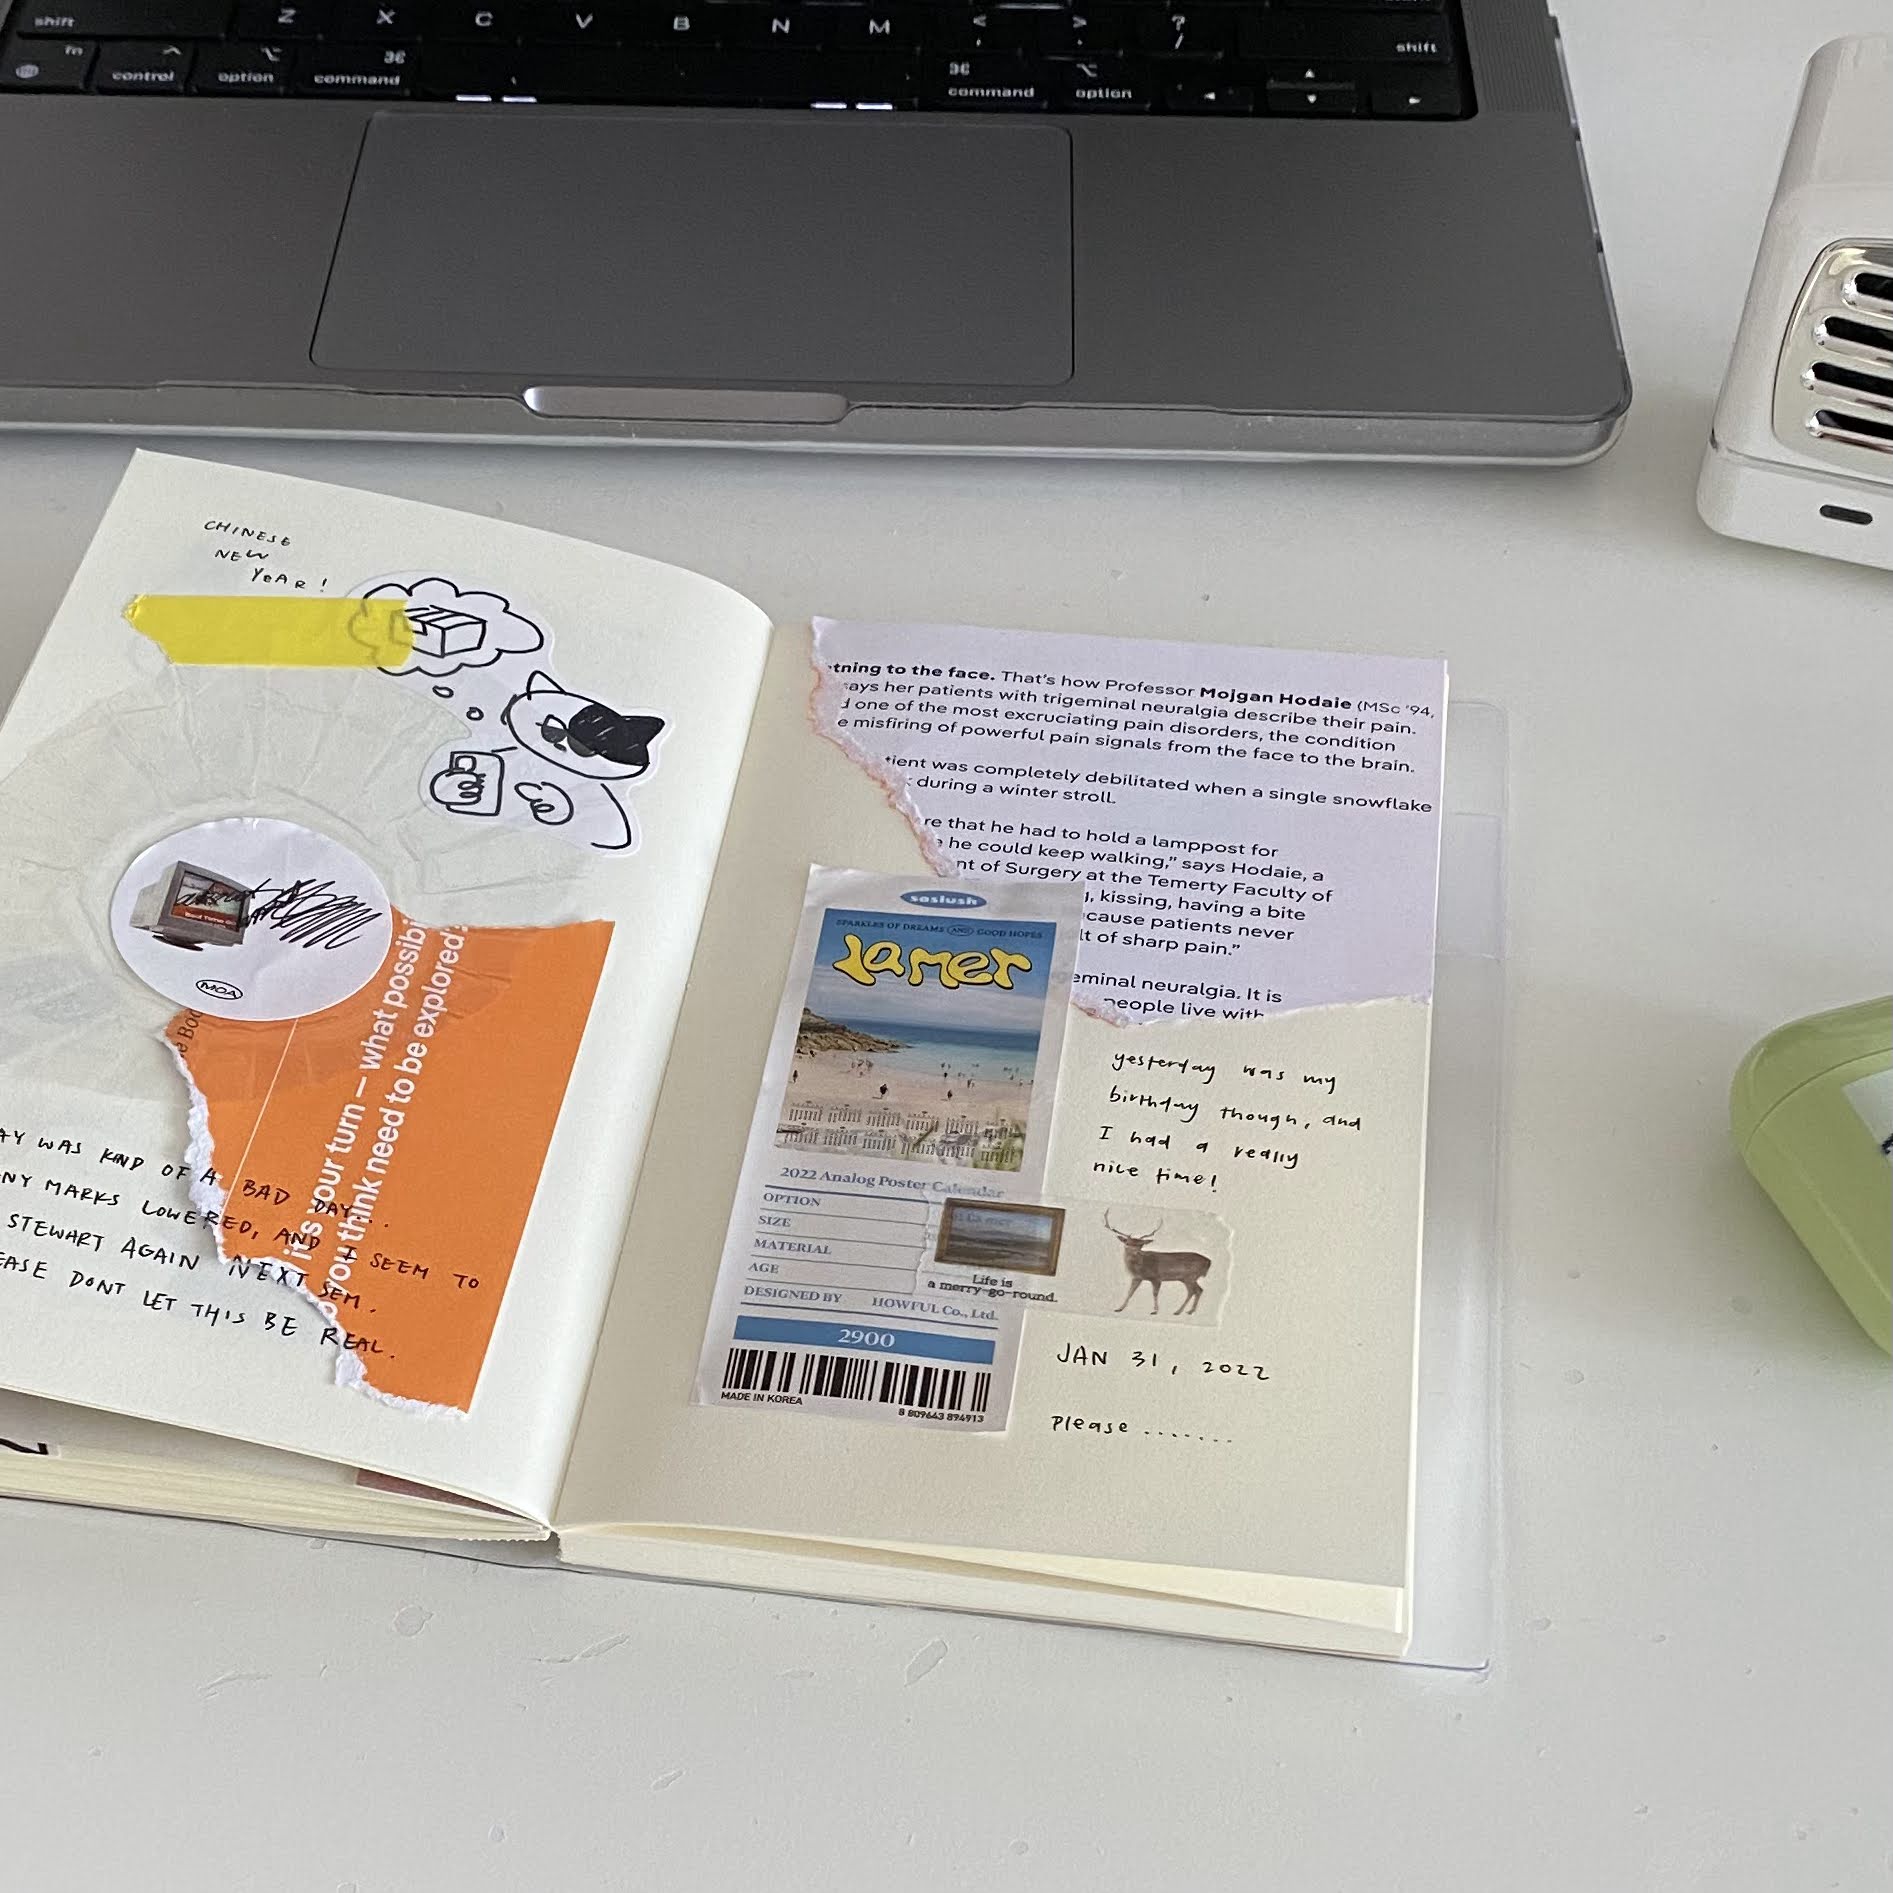 shift Z X C V B N M < , > . ? / shift
fn control option command command option
CHINESE
NEW
YEAR!
MOA
it's your turn — what possibi
you think need to be explored?
AY WAS KIND OF A BAD DAY...
NY MARKS LOWERED, AND I SEEM TO
STEWART AGAIN NEXT SEM.
EASE DONT LET THIS BE REAL.
tning to the face. That's how Professor Mojgan Hodaie (MSc '94,
ays her patients with trigeminal neuralgia describe their pain.
d one of the most excruciating pain disorders, the condition
e misfiring of powerful pain signals from the face to the brain.
tient was completely debilitated when a single snowflake
during a winter stroll.
re that he had to hold a lamppost for
e he could keep walking,” says Hodaie, a
nt of Surgery at the Temerty Faculty of
g, kissing, having a bite
cause patients never
lt of sharp pain.”
eminal neuralgia. It is
people live with
soslush
SPARKLES OF DREAMS AND GOOD HOPES
la mer
2022 Analog Poster Calendar
OPTION
SIZE
MATERIAL
AGE
DESIGNED BY HOWFUL Co., Ltd.
2900
MADE IN KOREA
8 809643 894913
Life is
a merry-go-round.
yesterday was my
birthday though, and
I had a really
nice time!
JAN 31, 2022
Please .......